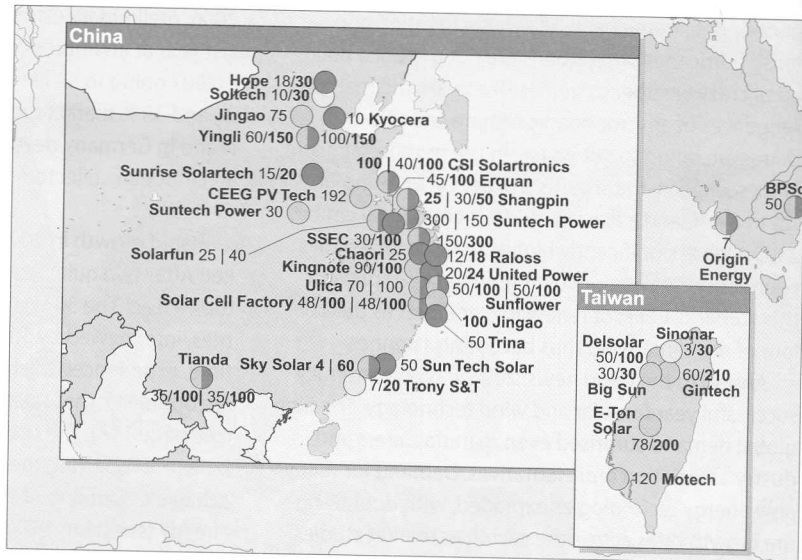 China
Hope 18/30
Soltech 10/30
Jingao 75
10 Kyocera
Yingli 60/150
100/150
100 | 40/100 CSI Solartronics
Sunrise Solartech 15/20
45/100 Erquan
CEEG PV Tech 192
25 | 30/50 Shangpin
Suntech Power 30
300 | 150 Suntech Power
SSEC 30/100
150/300
Solarfun 25 | 40
Chaori 25
12/18 Raloss
Kingnote 90/100
20/24 United Power
Ulica 70 | 100
50/100 | 50/100
Sunflower
Solar Cell Factory 48/100 | 48/100
100 Jingao
50 Trina
Tianda
35/100 | 35/100
Sky Solar 4 | 60
50 Sun Tech Solar
7/20 Trony S&T
50
7
Origin
Energy
Taiwan
Sinonar
3/30
Delsolar
50/100
30/30
Big Sun
60/210
Gintech
E-Ton
Solar
78/200
120 Motech